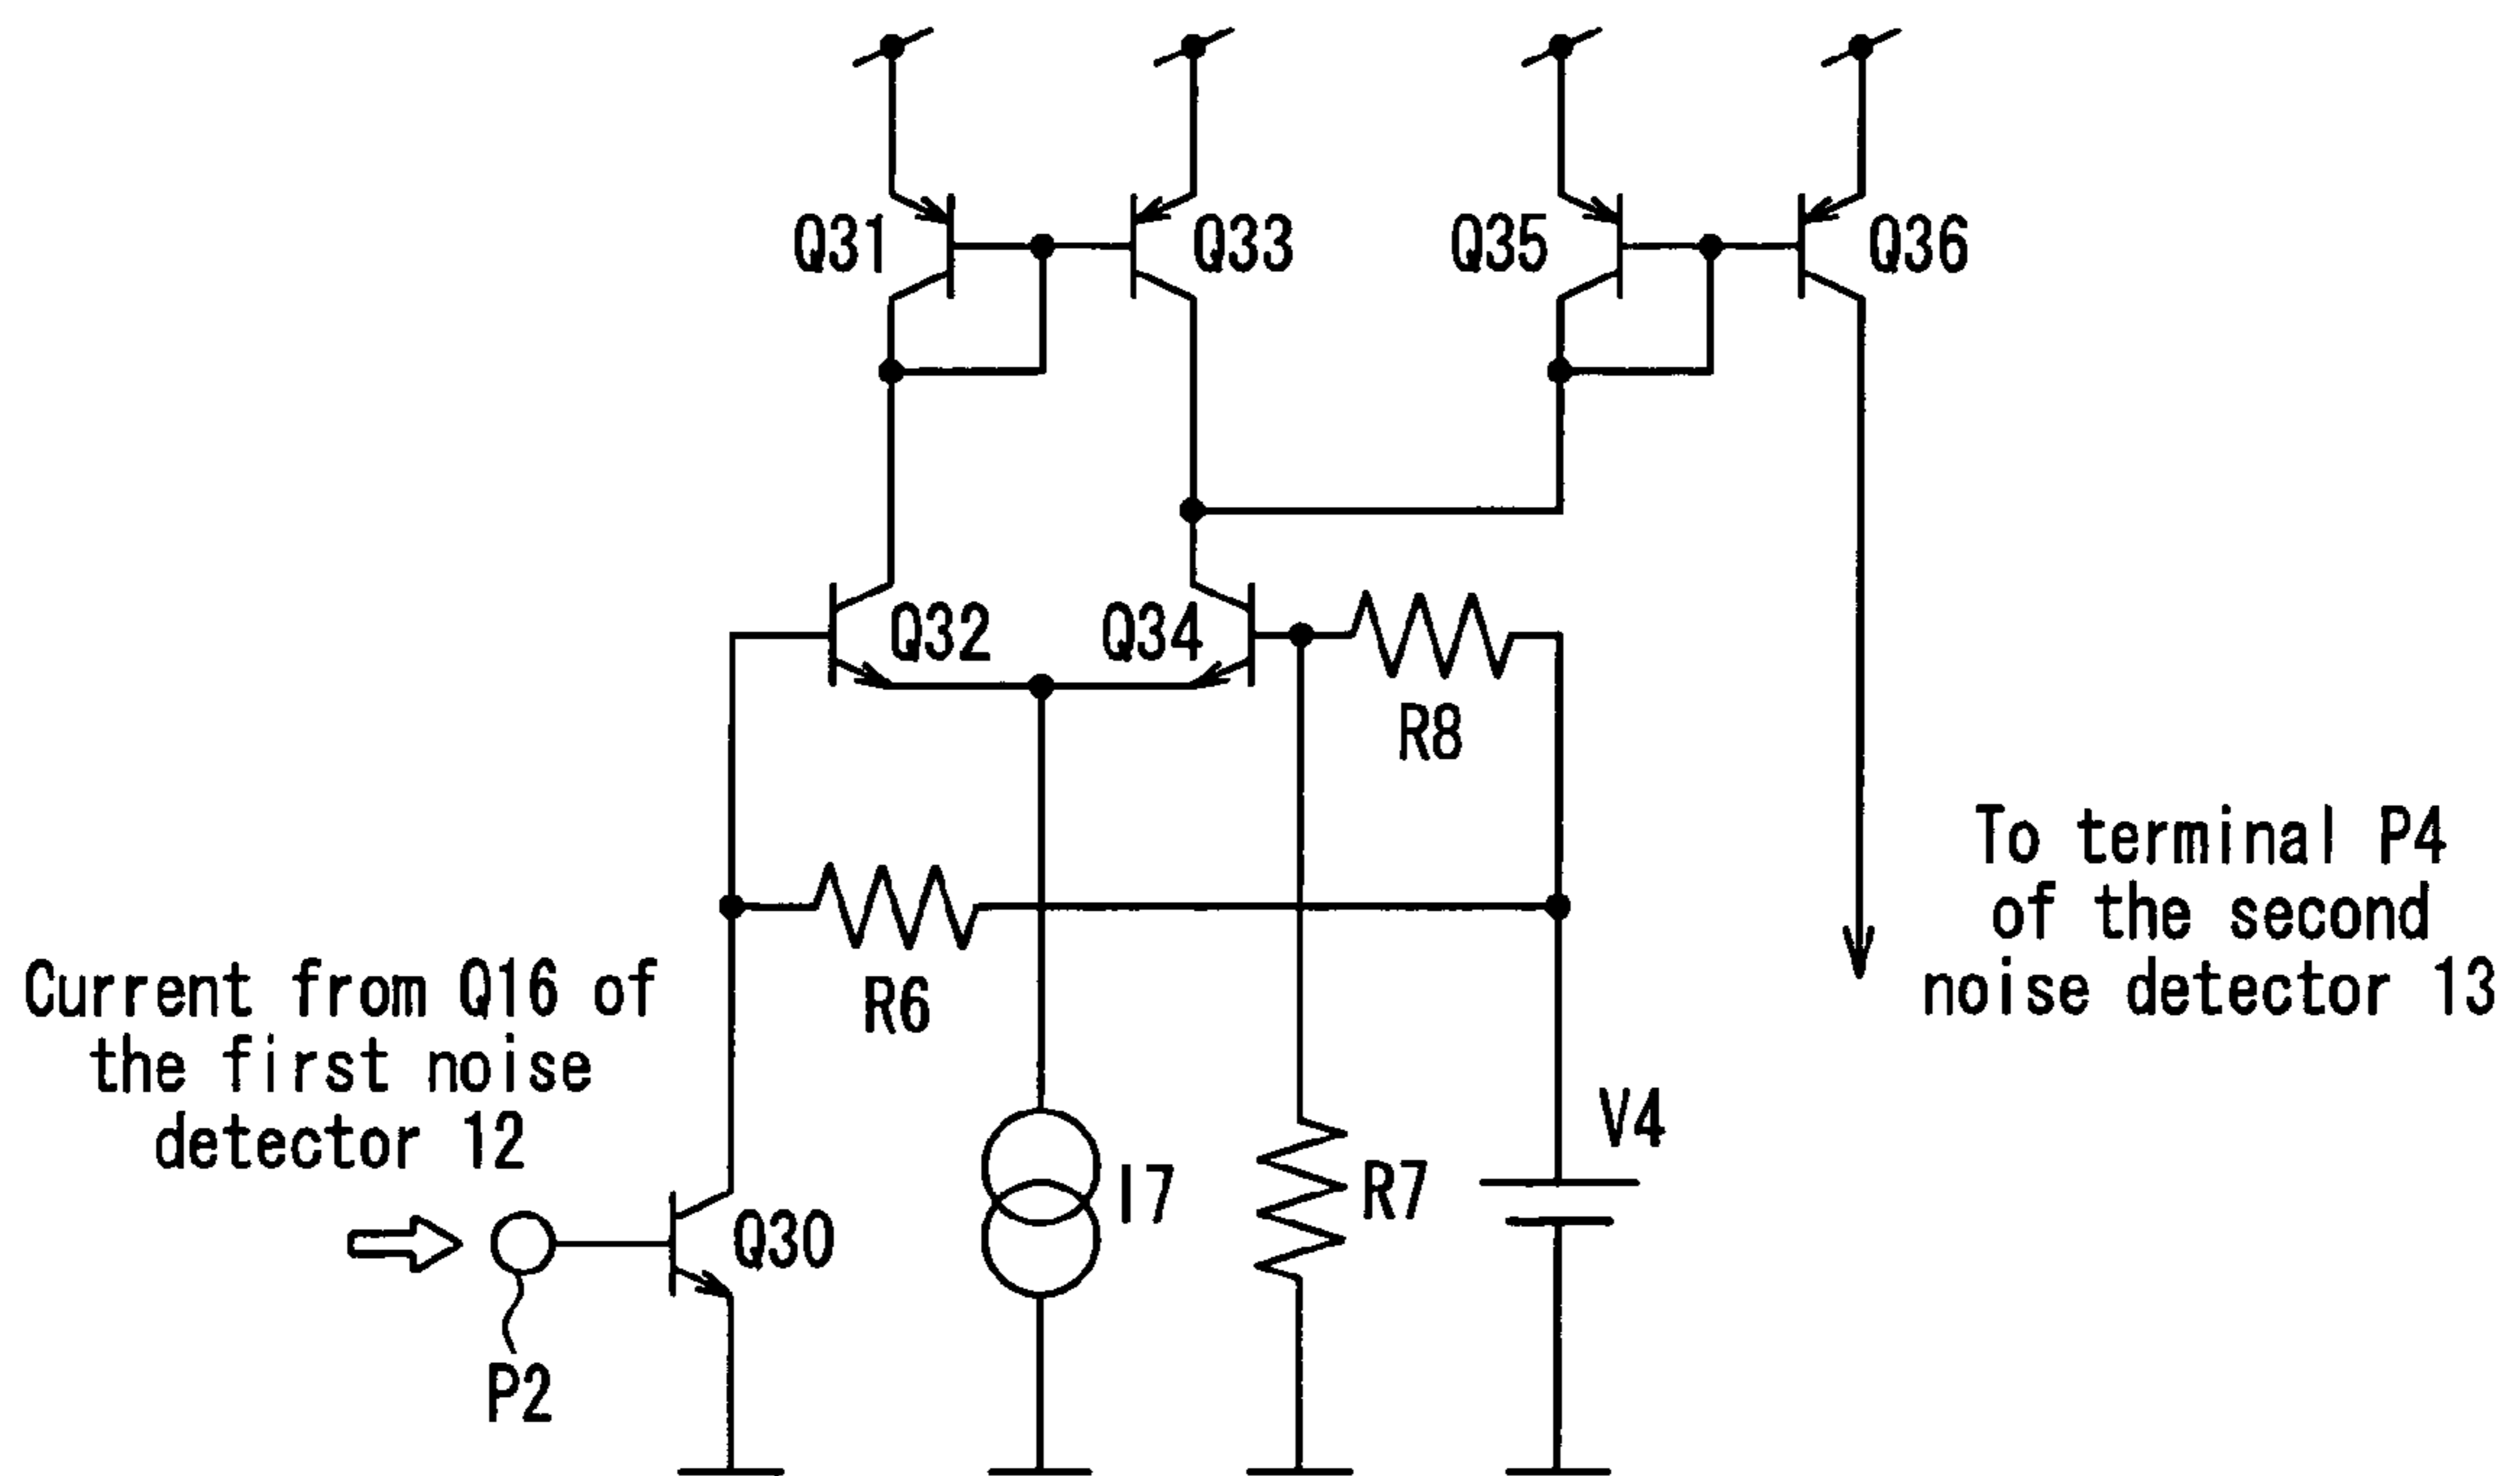 Q31
Q33
Q35
Q36
Q32
Q34
R8
To terminal P4
of the second
noise detector 13
Current from Q16 of
the first noise
detector 12
R6
V4
I7
R7
Q30
P2